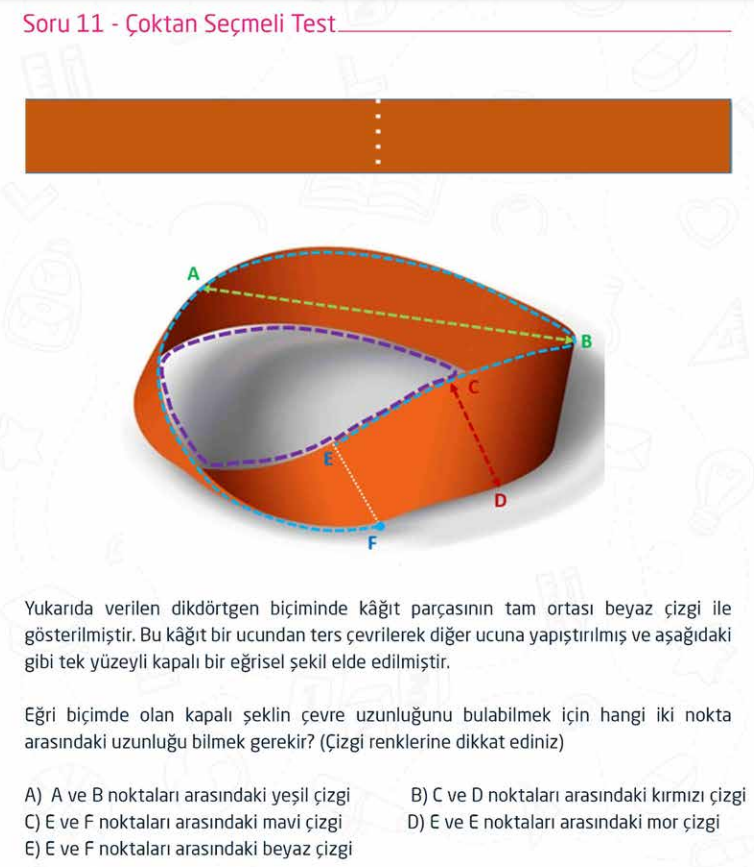 Soru 11 - Çoktan Seçmeli Test
A
B
C
E
D
F
Yukarıda verilen dikdörtgen biçiminde kâğıt parçasının tam ortası beyaz çizgi ile
gösterilmiştir. Bu kâğıt bir ucundan ters çevrilerek diğer ucuna yapıştırılmış ve aşağıdaki
gibi tek yüzeyli kapalı bir eğrisel şekil elde edilmiştir.
Eğri biçimde olan kapalı şeklin çevre uzunluğunu bulabilmek için hangi iki nokta
arasındaki uzunluğu bilmek gerekir? (Çizgi renklerine dikkat ediniz)
A) A ve B noktaları arasındaki yeşil çizgi B) C ve D noktaları arasındaki kırmızı çizgi
C) E ve F noktaları arasındaki mavi çizgi D) E ve E noktaları arasındaki mor çizgi
E) E ve F noktaları arasındaki beyaz çizgi